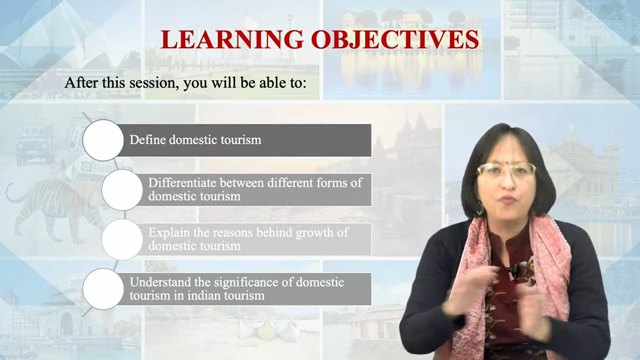 LEARNING OBJECTIVES
After this session, you will be able to:
Define domestic tourism
Differentiate between different forms of
domestic tourism
Explain the reasons behind growth of
domestic tourism
Understand the significance of domestic
tourism in indian tourism